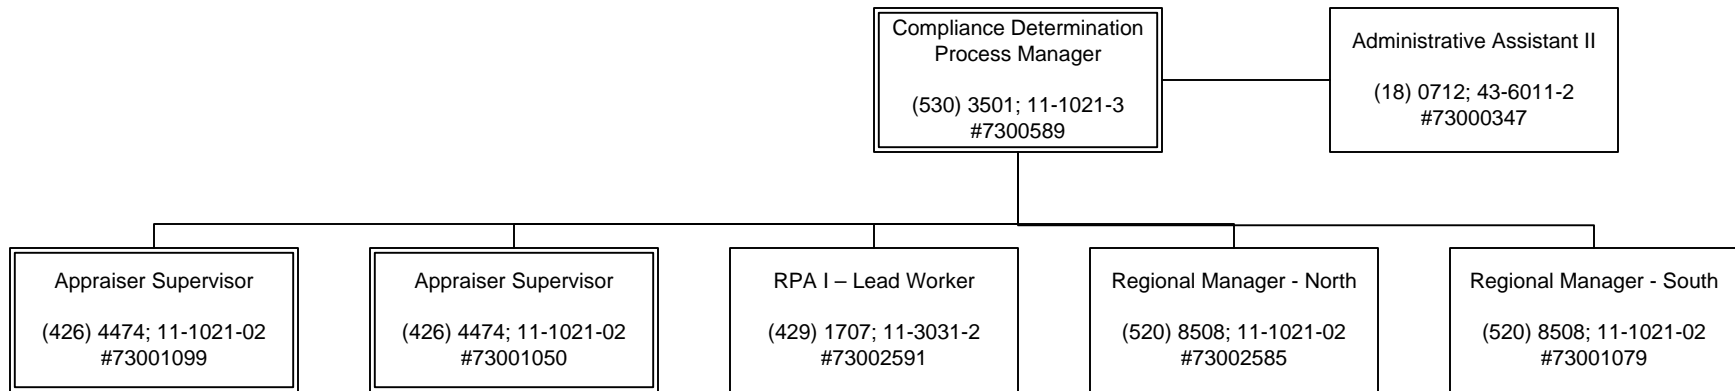 Compliance Determination
Process Manager
(530) 3501; 11-1021-3
#7300589
Administrative Assistant II
(18) 0712; 43-6011-2
#73000347
Appraiser Supervisor
(426) 4474; 11-1021-02
#73001099
Appraiser Supervisor
(426) 4474; 11-1021-02
#73001050
RPA I – Lead Worker
(429) 1707; 11-3031-2
#73002591
Regional Manager - North
(520) 8508; 11-1021-02
#73002585
Regional Manager - South
(520) 8508; 11-1021-02
#73001079